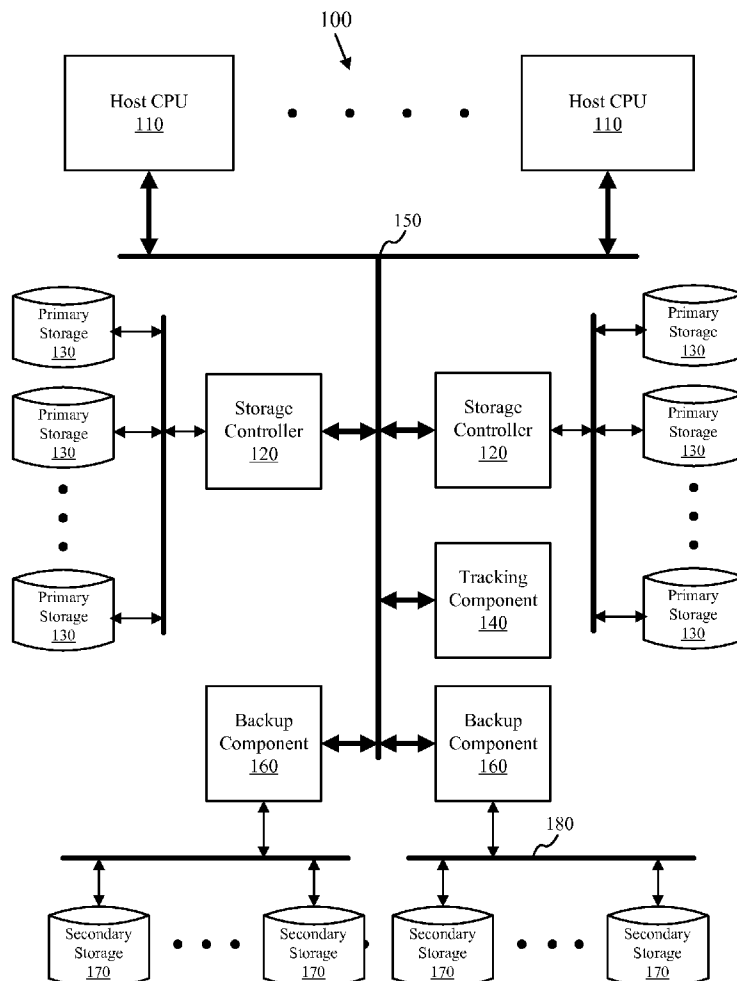 100
Host CPU
110
Host CPU
110
150
Primary
Storage
130
Primary
Storage
130
Primary
Storage
130
Storage
Controller
120
Storage
Controller
120
Primary
Storage
130
Primary
Storage
130
Primary
Storage
130
Tracking
Component
140
Backup
Component
160
Backup
Component
160
180
Secondary
Storage
170
Secondary
Storage
170
Secondary
Storage
170
Secondary
Storage
170